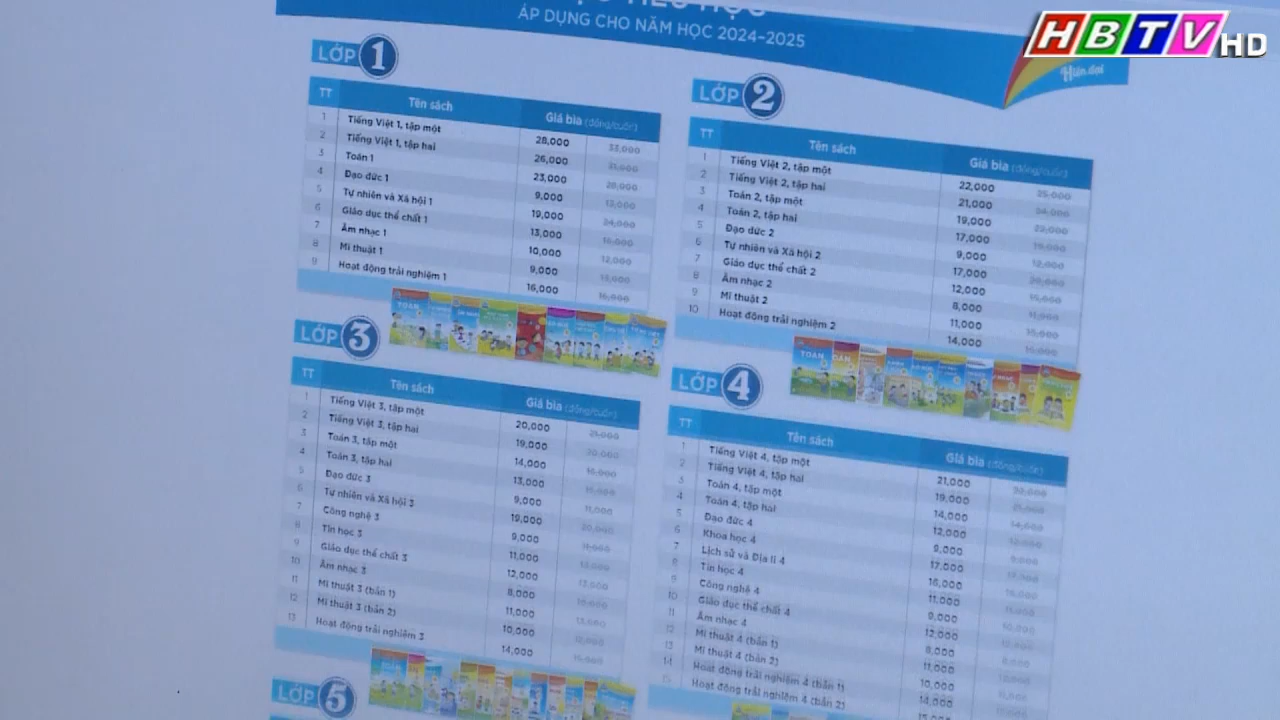 ÁP DỤNG CHO NĂM HỌC 2024-2025
HBTV HD
Hiện đại
LỚP 1
TT Tên sách Giá bìa (đồng/cuốn)
1 Tiếng Việt 1, tập một 28,000 33,000
2 Tiếng Việt 1, tập hai 26,000
3 Toán 1 23,000
4 Đạo đức 1 9,000
5 Tự nhiên và Xã hội 1 19,000
6 Giáo dục thể chất 1 13,000
7 Âm nhạc 1 10,000
8 Mĩ thuật 1 9,000
9 Hoạt động trải nghiệm 1 16,000
LỚP 2
TT Tên sách Giá bìa (đồng/cuốn)
1 Tiếng Việt 2, tập một 22,000 25,000
2 Tiếng Việt 2, tập hai 21,000
3 Toán 2, tập một 19,000
4 Toán 2, tập hai 17,000
5 Đạo đức 2 9,000
6 Tự nhiên và Xã hội 2 17,000
7 Giáo dục thể chất 2 12,000
8 Âm nhạc 2 8,000
9 Mĩ thuật 2 11,000
10 Hoạt động trải nghiệm 2 14,000
LỚP 3
TT Tên sách Giá bìa (đồng/cuốn)
1 Tiếng Việt 3, tập một 20,000 21,000
2 Tiếng Việt 3, tập hai 19,000 20,000
3 Toán 3, tập một 14,000
4 Toán 3, tập hai 13,000
5 Đạo đức 3 9,000 11,000
6 Tự nhiên và Xã hội 3 19,000 20,000
7 Công nghệ 3 9,000
8 Tin học 3 11,000
9 Giáo dục thể chất 3 12,000
10 Âm nhạc 3 8,000
11 Mĩ thuật 3 (bản 1) 11,000
12 Mĩ thuật 3 (bản 2) 10,000
13 Hoạt động trải nghiệm 3 14,000
LỚP 4
TT Tên sách Giá bìa (đồng/cuốn)
1 Tiếng Việt 4, tập một 21,000
2 Tiếng Việt 4, tập hai 19,000
3 Toán 4, tập một 14,000
4 Toán 4, tập hai 12,000
5 Đạo đức 4 9,000
6 Khoa học 4 17,000
7 Lịch sử và Địa lí 4 16,000
8 Tin học 4 11,000
9 Công nghệ 4 9,000
10 Giáo dục thể chất 4 12,000
11 Âm nhạc 4 8,000
12 Mĩ thuật 4 (bản 1) 11,000
13 Mĩ thuật 4 (bản 2) 10,000
14 Hoạt động trải nghiệm 4 (bản 1) 14,000
15 Hoạt động trải nghiệm 4 (bản 2)
LỚP 5